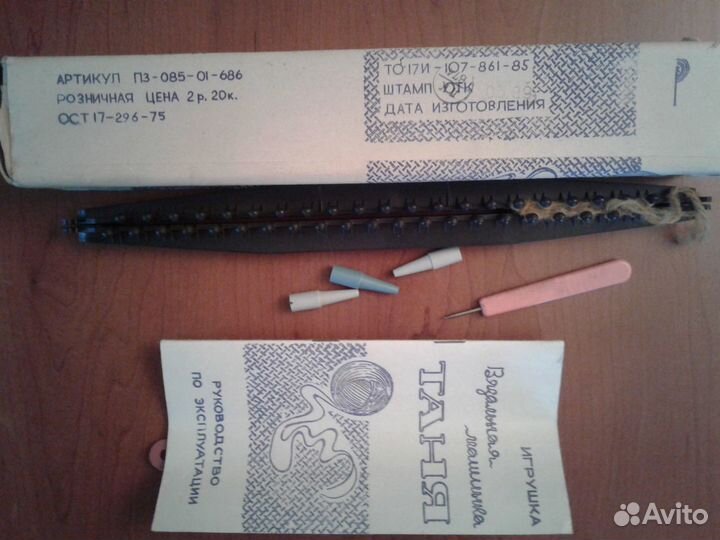 АРТИКУЛ ПЗ-085-01-686
РОЗНИЧНАЯ ЦЕНА 2р. 20к.
ОСТ 17-296-75
ТО 17И-107-861-85
ШТАМП ОТК
ДАТА ИЗГОТОВЛЕНИЯ
ИГРУШКА
Вязальная машинка
ТАНЯ
РУКОВОДСТВО
ПО ЭКСПЛУАТАЦИИ
Avito